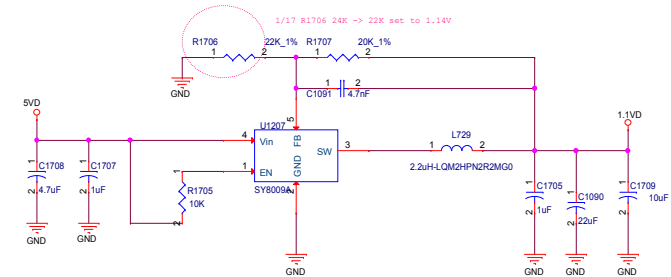 1/17 R1706 24K -> 22K set to 1.14V
R1706 22K_1% R1707 20K_1%
1 2 1 2
GND
C1091 1 2 4.7nF
5VD
1.1VD
U1207
5
4 Vin FB SW 3
1 EN GND
2
SY8009A
L729
1 2
2.2uH-LQM2HPN2R2MG0
1 C1708 2 4.7uF
1 C1707 2 1uF
1 R1705 2 10K
1 C1705 2 1uF
1 C1090 2 22uF
1 C1709 2 10uF
GND GND GND GND GND GND